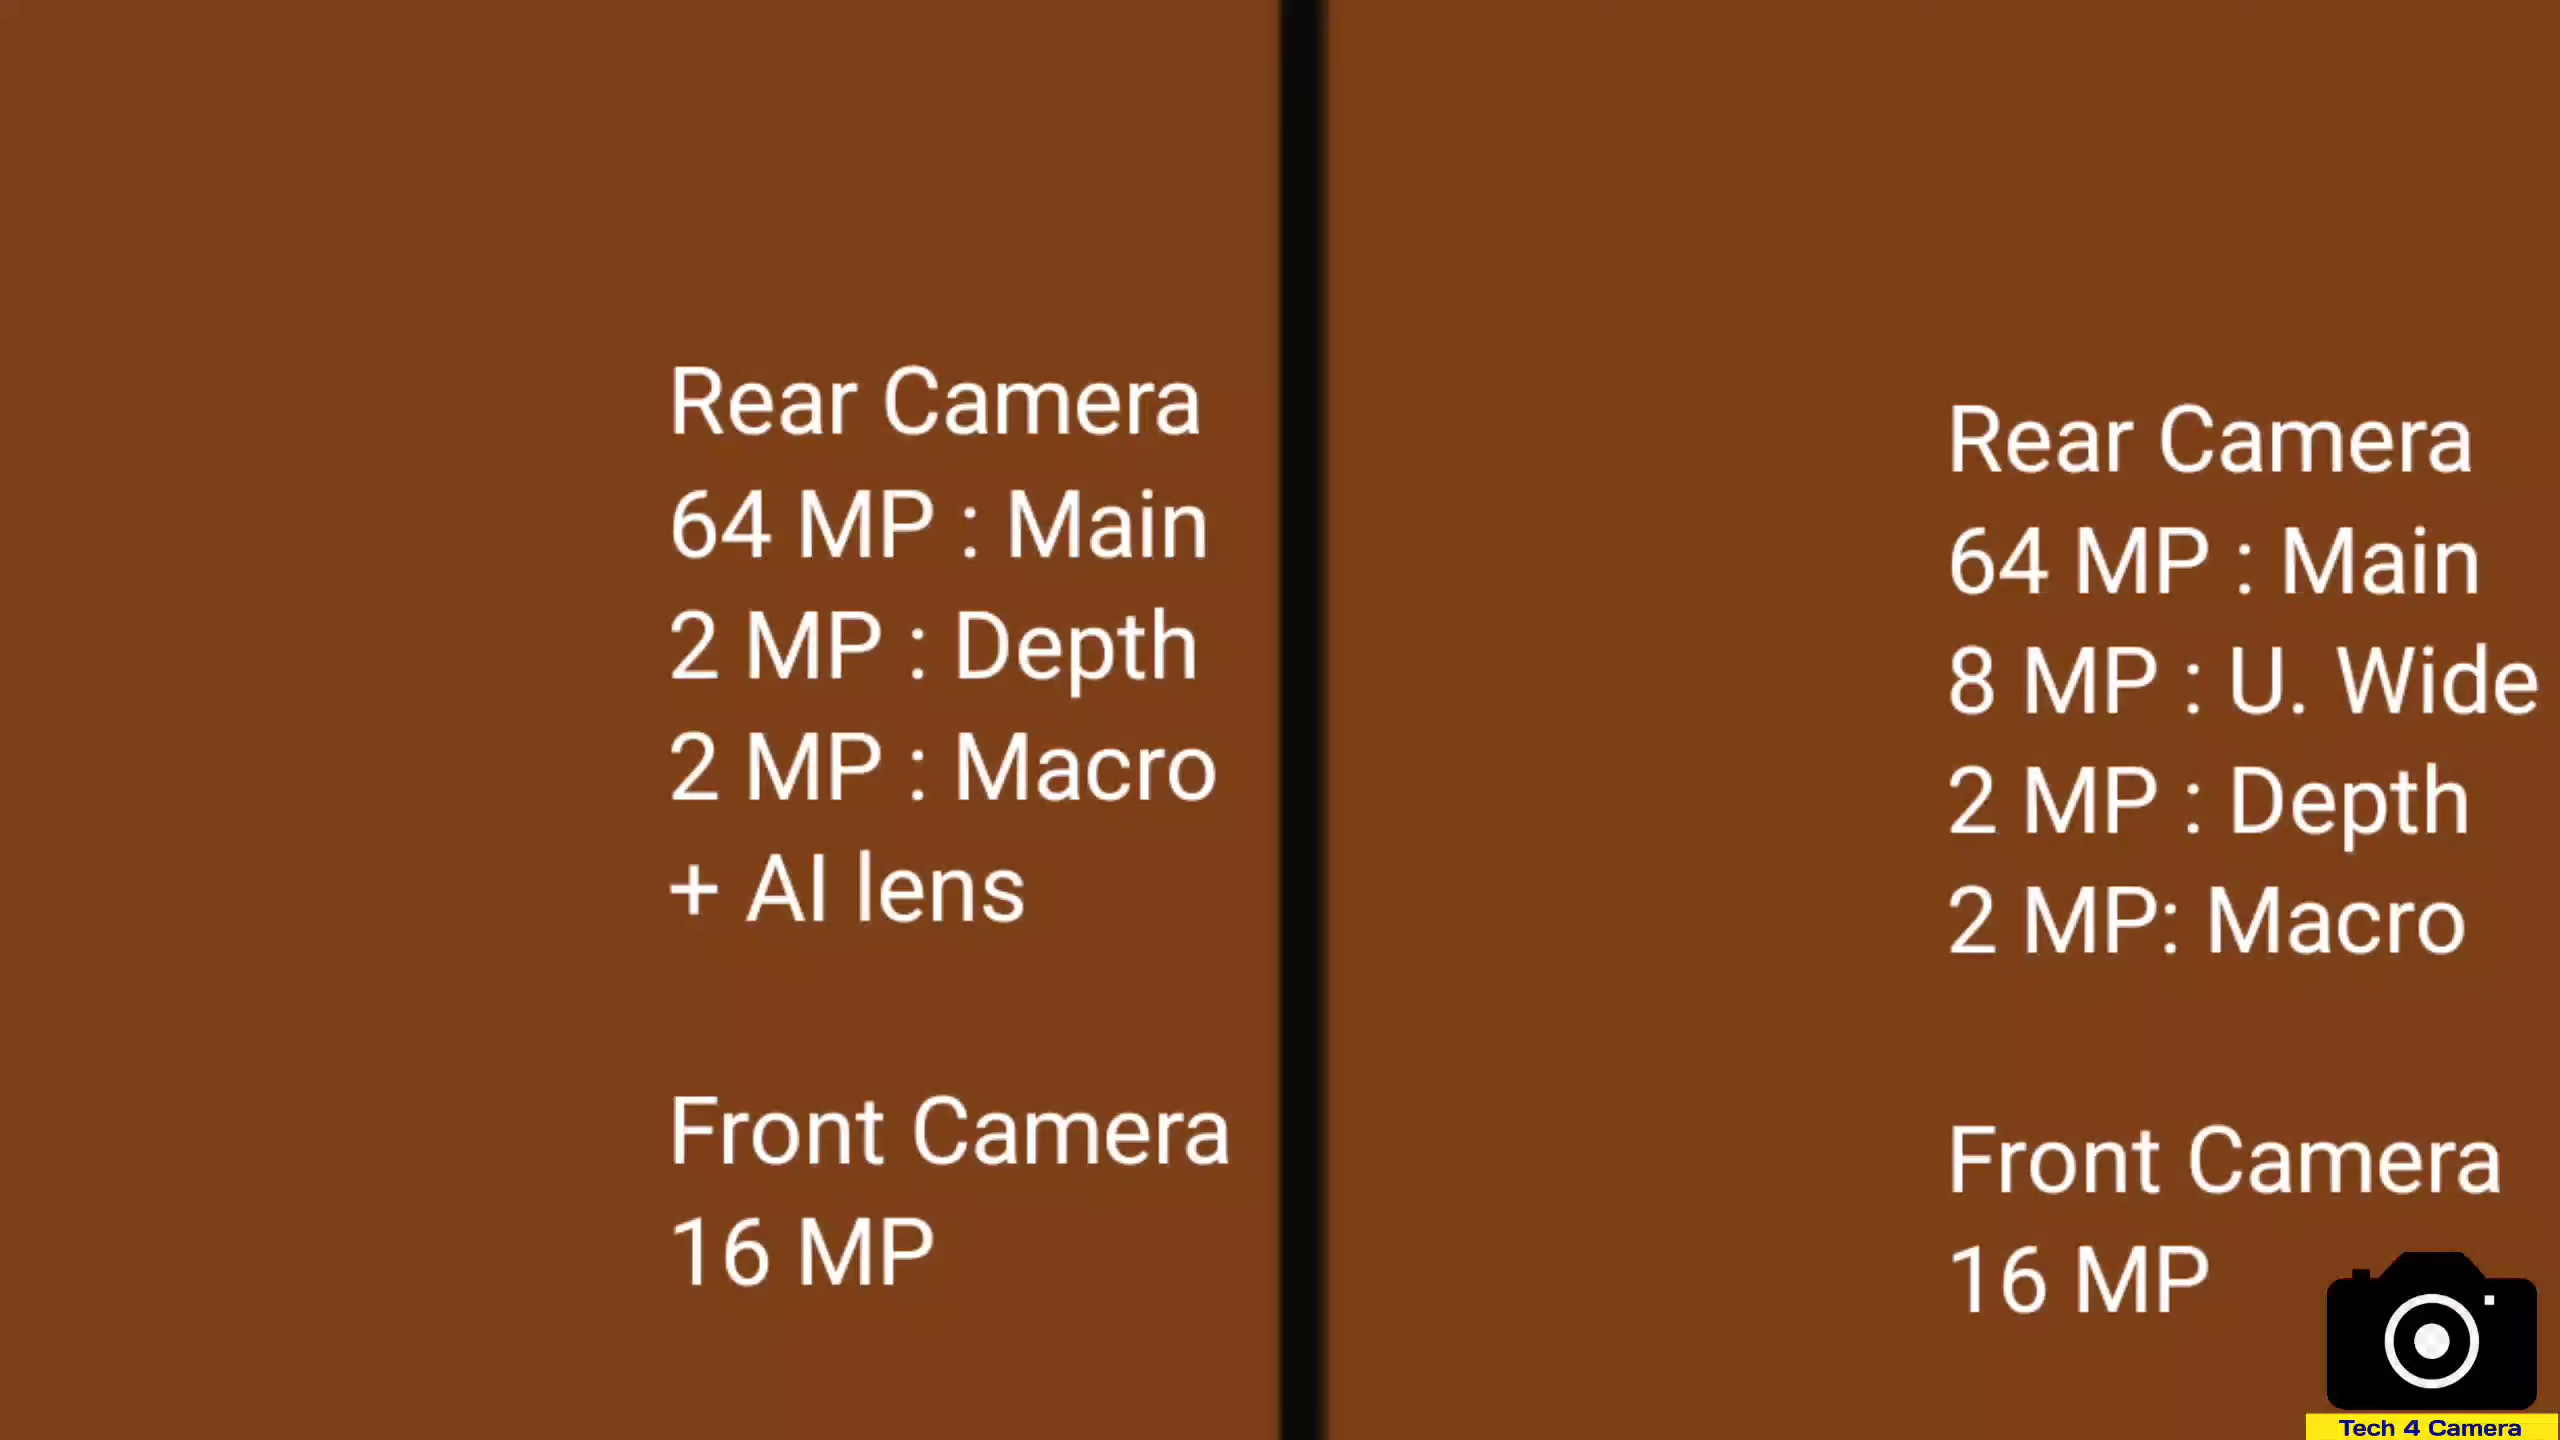 Rear Camera
64 MP : Main
2 MP : Depth
2 MP : Macro
+ AI lens
Front Camera
16 MP
Rear Camera
64 MP : Main
8 MP : U. Wide
2 MP : Depth
2 MP: Macro
Front Camera
16 MP
Tech 4 Camera